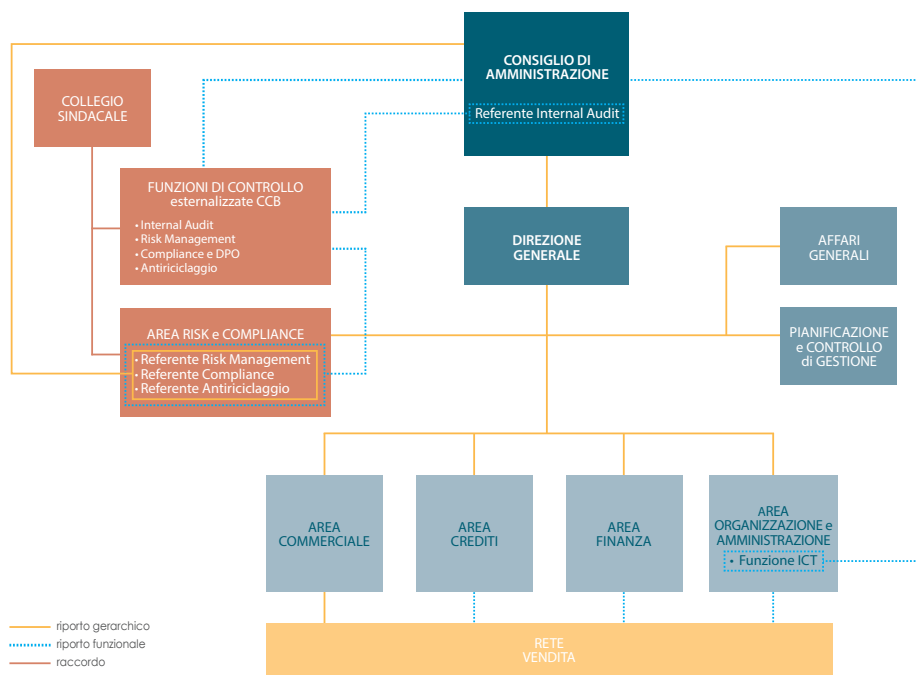 CONSIGLIO DI
AMMINISTRAZIONE
Referente Internal Audit
COLLEGIO
SINDACALE
FUNZIONI DI CONTROLLO
esternalizzate CCB
• Internal Audit
• Risk Management
• Compliance e DPO
• Antiriciclaggio
DIREZIONE
GENERALE
AFFARI
GENERALI
AREA RISK e COMPLIANCE
• Referente Risk Management
• Referente Compliance
• Referente Antiriciclaggio
PIANIFICAZIONE
e CONTROLLO
di GESTIONE
AREA
COMMERCIALE
AREA
CREDITI
AREA
FINANZA
AREA
ORGANIZZAZIONE e
AMMINISTRAZIONE
• Funzione ICT
RETE
VENDITA
riporto gerarchico
riporto funzionale
raccordo